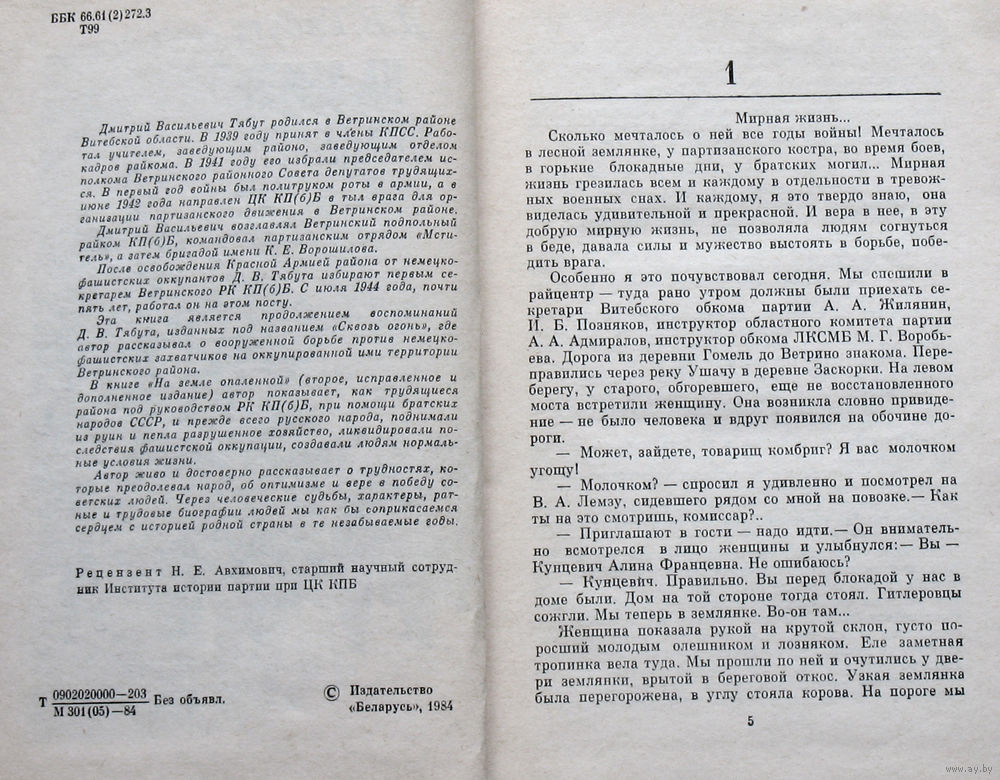 ББК 66.61(2)272.3
Т99
Дмитрий Васильевич Тябут родился в Ветринском районе
Витебской области. В 1939 году принят в члены КПСС. Рабо-
тал учителем, заведующим районо, заведующим отделом
кадров райкома. В 1941 году его избрали председателем ис-
полкома Ветринского районного Совета депутатов трудящих-
ся. В первый год войны был политруком роты в армии, а в
июне 1942 года направлен ЦК КП(б)Б в тыл врага для ор-
ганизации партизанского движения в Ветринском районе.
Дмитрий Васильевич возглавлял Ветринский подпольный
райком КП(б)Б, командовал партизанским отрядом «Мсти-
тель», а затем бригадой имени К. Е. Ворошилова.
После освобождения Красной Армией района от немецко-
фашистских оккупантов Д. В. Тябута избирают первым се-
кретарем Ветринского РК КП(б)Б. С июля 1944 года, почти
пять лет, работал он на этом посту.
Эта книга является продолжением воспоминаний
Д. В. Тябута, изданных под названием «Сквозь огонь», где
автор рассказывал о вооруженной борьбе против немецко-
фашистских захватчиков на оккупированной ими территории
Ветринского района.
В книге «На земле опаленной» (второе, исправленное и
дополненное издание) автор показывает, как трудящиеся
района под руководством РК КП(б)Б, при помощи братских
народов СССР, и прежде всего русского народа, поднимали
из руин и пепла разрушенное хозяйство, ликвидировали по-
следствия фашистской оккупации, создавали людям нормаль-
ные условия жизни.
Автор живо и достоверно рассказывает о трудностях, ко-
торые преодолевал народ, об оптимизме и вере в победу со-
ветских людей. Через человеческие судьбы, характеры, рат-
ные и трудовые биографии людей мы как бы соприкасаемся
сердцем с историей родной страны в те незабываемые годы.
Рецензент Н. Е. Авхимович, старший научный сотруд-
ник Института истории партии при ЦК КПБ
Т 0902020000—203 Без объявл.
М 301(05)—84
© Издательство
«Беларусь», 1984
1
Мирная жизнь...
Сколько мечталось о ней все годы войны! Мечталось
в лесной землянке, у партизанского костра, во время боев,
в горькие блокадные дни, у братских могил... Мирная
жизнь грезилась всем и каждому в отдельности в тревож-
ных военных снах. И каждому, я это твердо знаю, она
виделась удивительной и прекрасной. И вера в нее, в эту
добрую мирную жизнь, не позволяла людям согнуться
в беде, давала силы и мужество выстоять в борьбе, побе-
дить врага.
Особенно я это почувствовал сегодня. Мы спешили в
райцентр — туда рано утром должны были приехать се-
кретари Витебского обкома партии А. А. Жилянин,
И. Б. Позняков, инструктор областного комитета партии
А. А. Адмиралов, инструктор обкома ЛКСМБ М. Г. Воробь-
ева. Дорога из деревни Гомель до Ветрино знакома. Пере-
правились через реку Ушачу в деревне Заскорки. На левом
берегу, у старого, обгоревшего, еще не восстановленного
моста встретили женщину. Она возникла словно привиде-
ние — не было человека и вдруг появился на обочине до-
роги.
— Может, зайдете, товарищ комбриг? Я вас молочком
угощу!
— Молочком? — спросил я удивленно и посмотрел на
В. А. Лемзу, сидевшего рядом со мной на повозке.— Как
ты на это смотришь, комиссар?..
— Приглашают в гости — надо идти.— Он вниматель-
но всмотрелся в лицо женщины и улыбнулся:— Вы —
Кунцевич Алина Францевна. Не ошибаюсь?
— Кунцевич. Правильно. Вы перед блокадой у нас в
доме были. Дом на той стороне тогда стоял. Гитлеровцы
сожгли. Мы теперь в землянке. Во-он там...
Женщина показала рукой на крутой склон, густо по-
росший молодым олешником и лозняком. Еле заметная
тропинка вела туда. Мы прошли по ней и очутились у две-
ри землянки, врытой в береговой откос. Узкая землянка
была перегорожена, в углу стояла корова. На пороге мы
5
www.ay.by